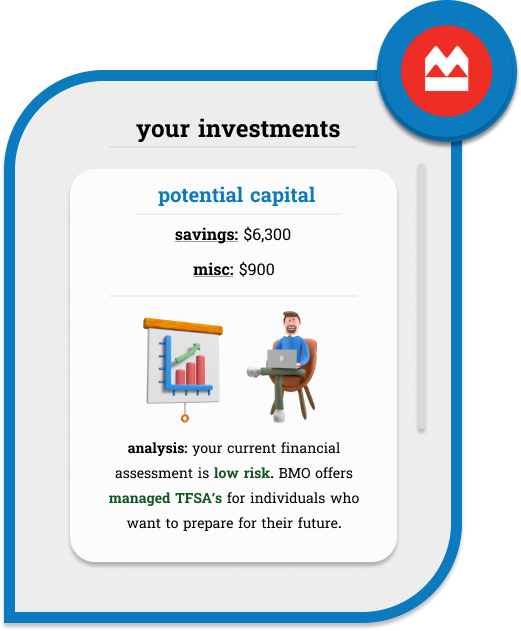 your investments
potential capital
savings: $6,300
misc: $900
analysis: your current financial
assessment is low risk. BMO offers
managed TFSA's for individuals who
want to prepare for their future.